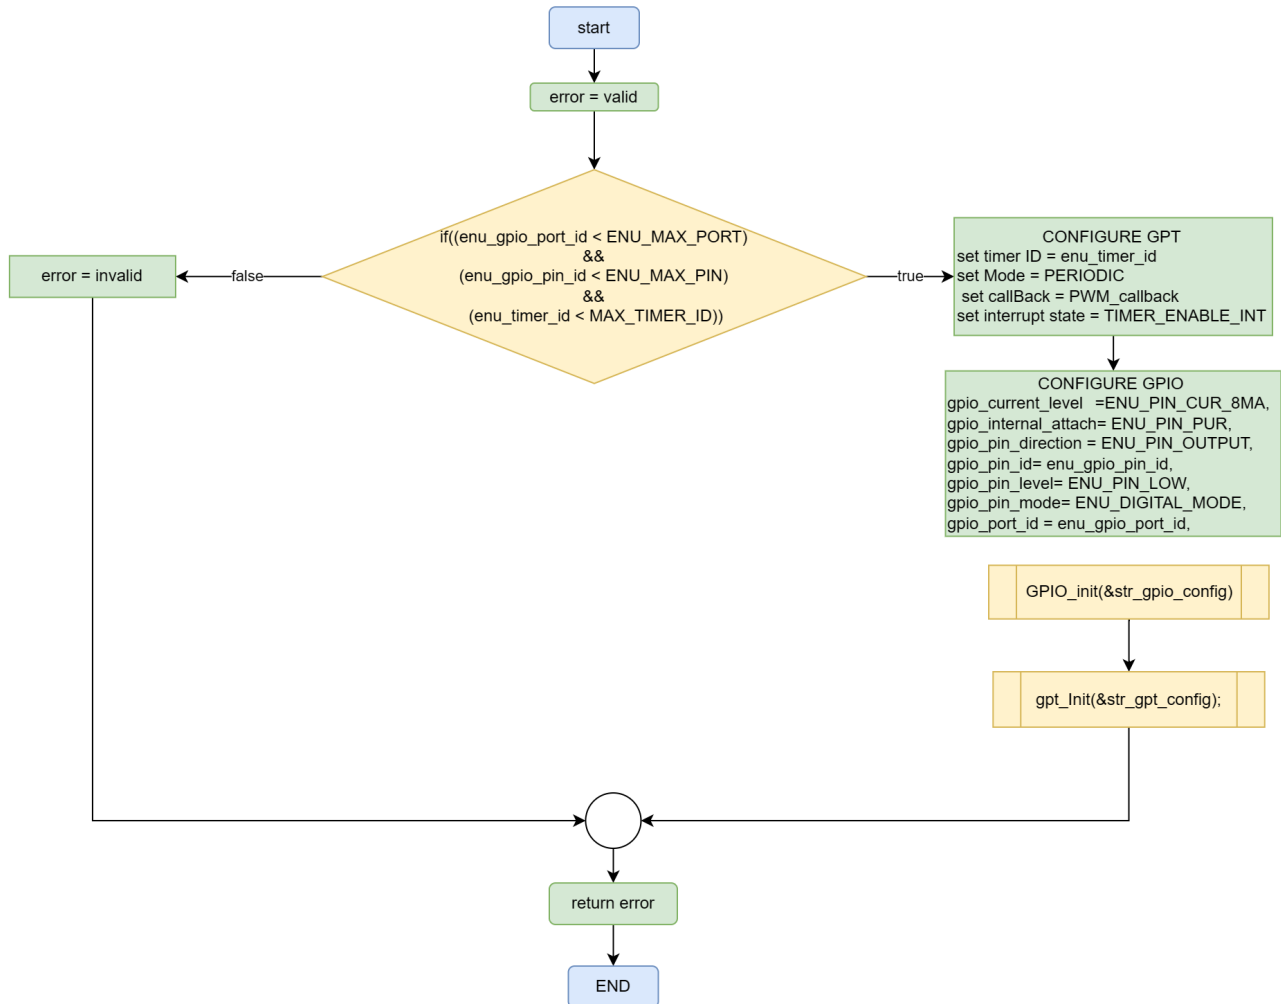 start
error = valid
if((enu_gpio_port_id < ENU_MAX_PORT)
&&
(enu_gpio_pin_id < ENU_MAX_PIN)
&&
(enu_timer_id < MAX_TIMER_ID))
false
true
error = invalid
CONFIGURE GPT
set timer ID = enu_timer_id
set Mode = PERIODIC
set callBack = PWM_callback
set interrupt state = TIMER_ENABLE_INT
CONFIGURE GPIO
gpio_current_level =ENU_PIN_CUR_8MA,
gpio_internal_attach= ENU_PIN_PUR,
gpio_pin_direction = ENU_PIN_OUTPUT,
gpio_pin_id= enu_gpio_pin_id,
gpio_pin_level= ENU_PIN_LOW,
gpio_pin_mode= ENU_DIGITAL_MODE,
gpio_port_id = enu_gpio_port_id,
GPIO_init(&str_gpio_config)
gpt_Init(&str_gpt_config);
return error
END